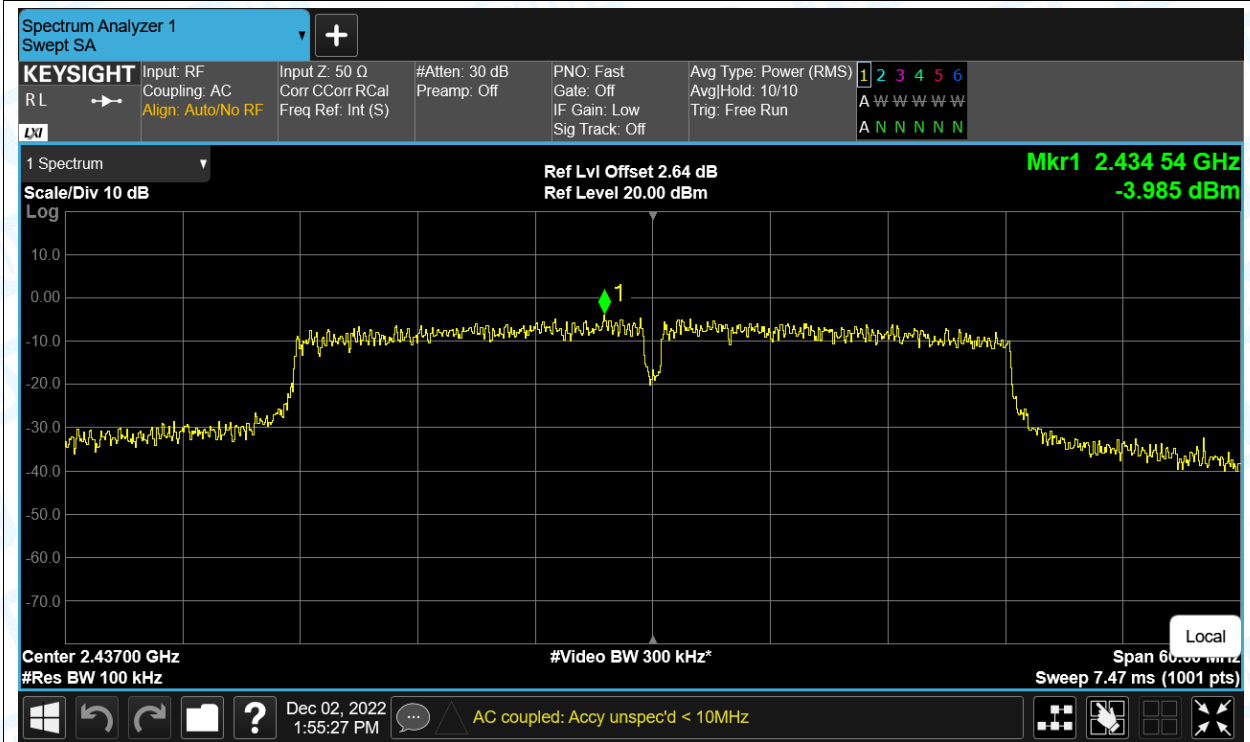 Spectrum Analyzer 1
Swept SA
KEYSIGHT
R L
LXI
Input: RF
Coupling: AC
Align: Auto/No RF
Input Z: 50 Ω
Corr CCorr RCal
Freq Ref: Int (S)
#Atten: 30 dB
Preamp: Off
PNO: Fast
Gate: Off
IF Gain: Low
Sig Track: Off
Avg Type: Power (RMS)
Avg|Hold: 10/10
Trig: Free Run
1 2 3 4 5 6
A W W W W W
A N N N N N
1 Spectrum
Scale/Div 10 dB
Log
Ref Lvl Offset 2.64 dB
Ref Level 20.00 dBm
Mkr1 2.434 54 GHz
-3.985 dBm
10.0
0.00
-10.0
-20.0
-30.0
-40.0
-50.0
-60.0
-70.0
1
Local
Center 2.43700 GHz
#Res BW 100 kHz
#Video BW 300 kHz*
Span 60.00 MHz
Sweep 7.47 ms (1001 pts)
?
Dec 02, 2022
1:55:27 PM
AC coupled: Accy unspec'd < 10MHz